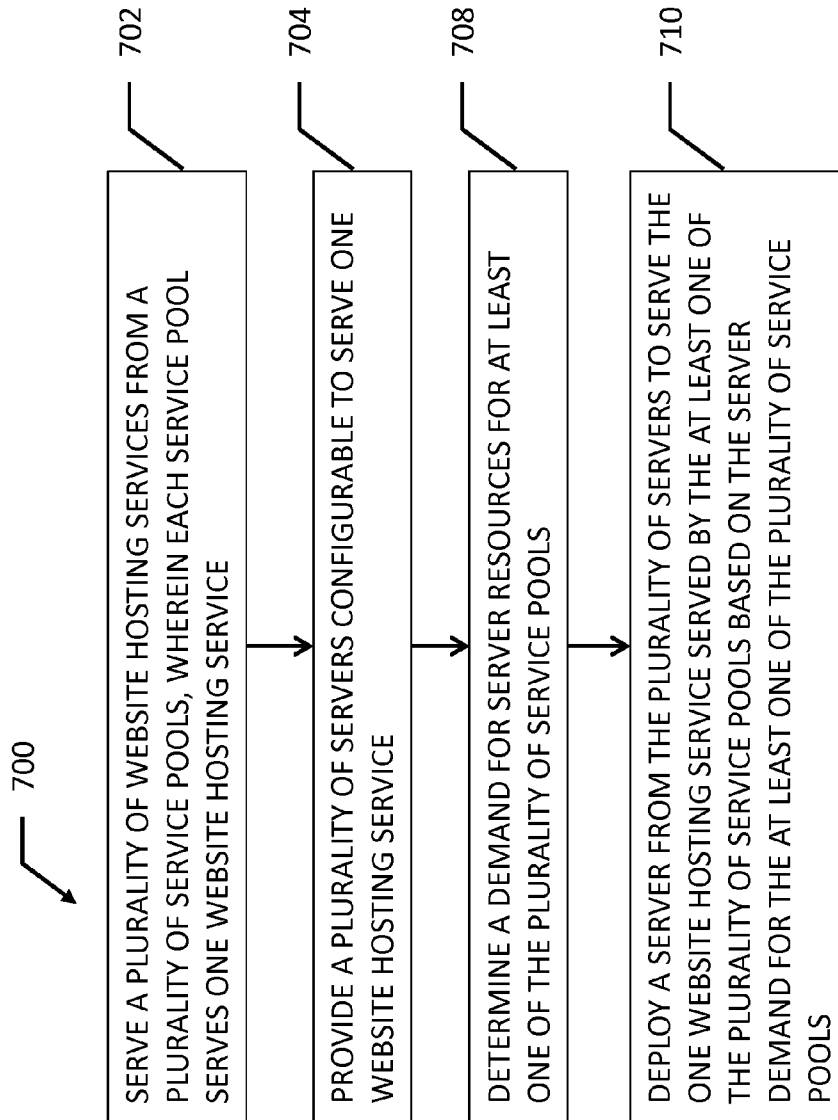 700
SERVE A PLURALITY OF WEBSITE HOSTING SERVICES FROM A
PLURALITY OF SERVICE POOLS, WHEREIN EACH SERVICE POOL
SERVES ONE WEBSITE HOSTING SERVICE
702
PROVIDE A PLURALITY OF SERVERS CONFIGURABLE TO SERVE ONE
WEBSITE HOSTING SERVICE
704
DETERMINE A DEMAND FOR SERVER RESOURCES FOR AT LEAST
ONE OF THE PLURALITY OF SERVICE POOLS
708
DEPLOY A SERVER FROM THE PLURALITY OF SERVERS TO SERVE THE
ONE WEBSITE HOSTING SERVICE SERVED BY THE AT LEAST ONE OF
THE PLURALITY OF SERVICE POOLS BASED ON THE SERVER
DEMAND FOR THE AT LEAST ONE OF THE PLURALITY OF SERVICE
POOLS
710